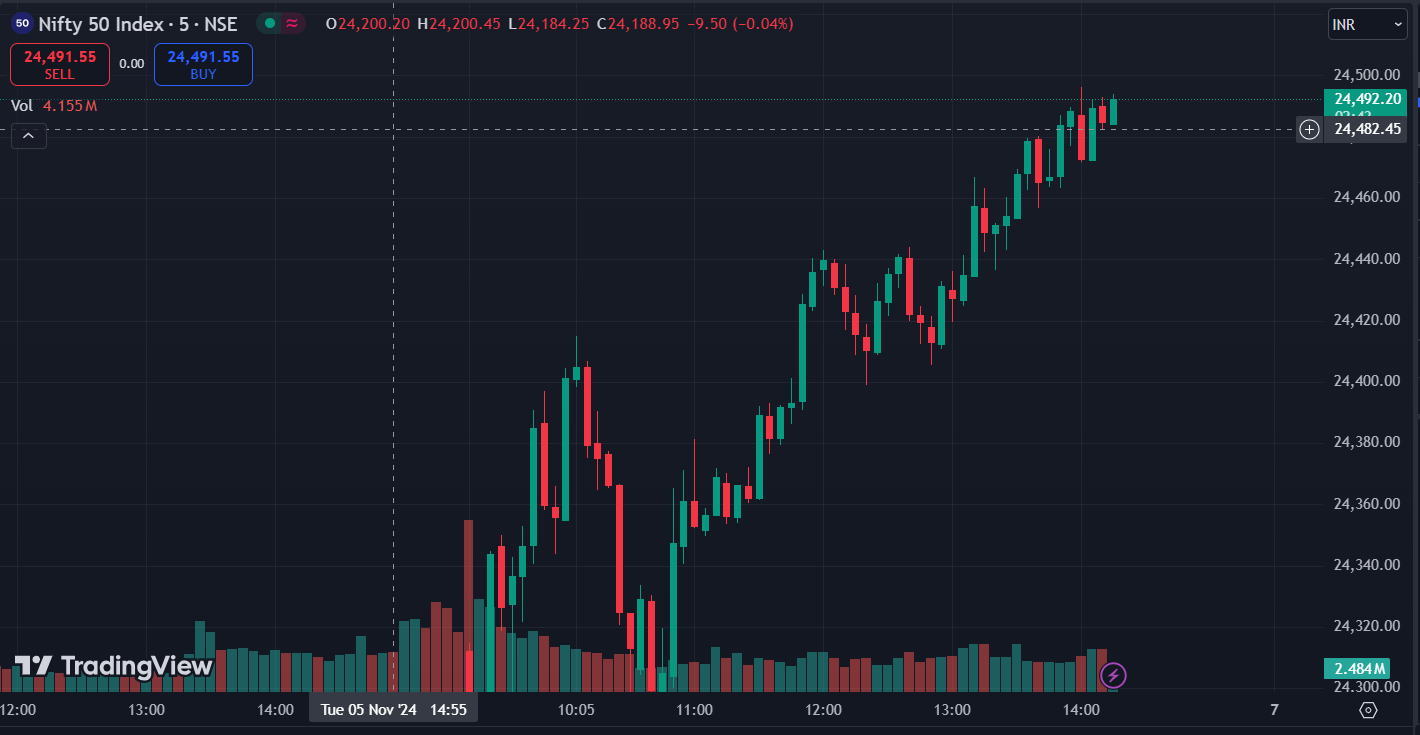 50 Nifty 50 Index · 5 · NSE O24,200.20 H24,200.45 L24,184.25 C24,188.95 −9.50 (−0.04%)
INR
24,491.55
SELL
0.00
24,491.55
BUY
Vol 4.155 M
24,500.00
24,492.20
24,482.45
24,460.00
24,440.00
24,420.00
24,400.00
24,380.00
24,360.00
24,340.00
24,320.00
2.484 M
24,300.00
TradingView
12:00 13:00 14:00 Tue 05 Nov '24 14:55 10:05 11:00 12:00 13:00 14:00 7